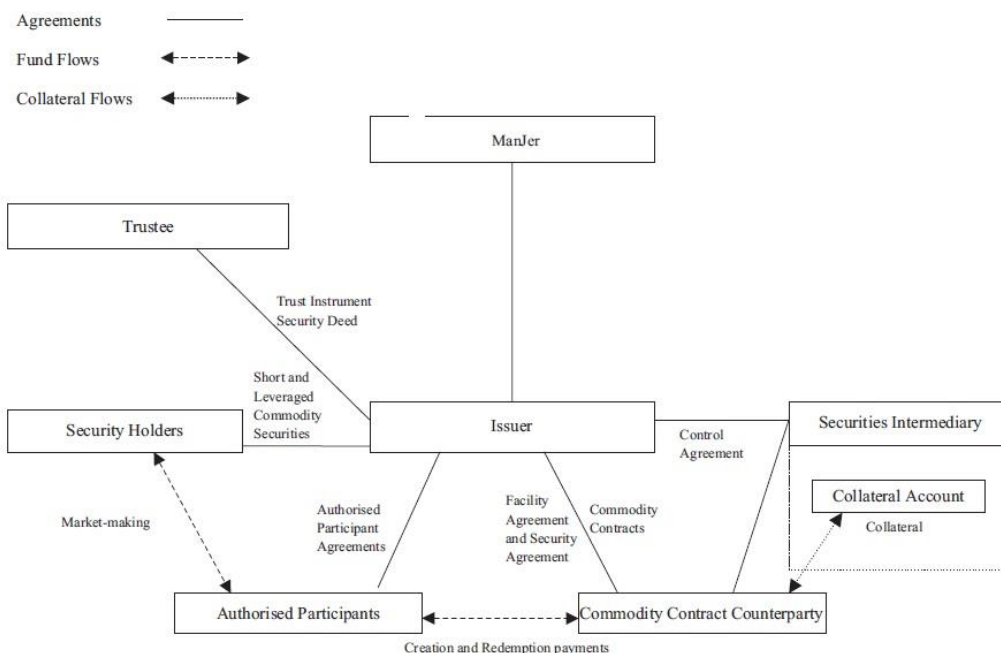 Agreements
Fund Flows
Collateral Flows
ManJer
Trustee
Trust Instrument
Security Deed
Short and
Leveraged
Commodity
Securities
Security Holders
Issuer
Securities Intermediary
Control
Agreement
Collateral Account
Collateral
Market-making
Authorised
Participant
Agreements
Facility
Agreement
and Security
Agreement
Commodity
Contracts
Authorised Participants
Commodity Contract Counterparty
Creation and Redemption payments